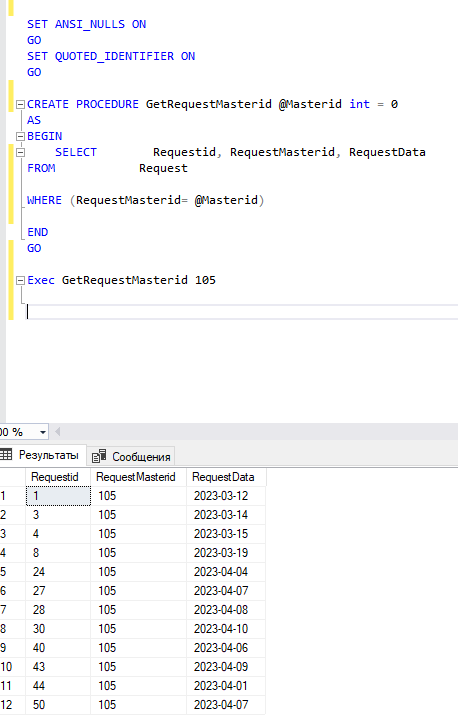 SET ANSI_NULLS ON
GO
SET QUOTED_IDENTIFIER ON
GO
CREATE PROCEDURE GetRequestMasterid @Masterid int = 0
AS
BEGIN
SELECT Requestid, RequestMasterid, RequestData
FROM Request
WHERE (RequestMasterid= @Masterid)
END
GO
Exec GetRequestMasterid 105
00 %
Результаты Сообщения
Requestid RequestMasterid RequestData
1 1 105 2023-03-12
2 3 105 2023-03-14
3 4 105 2023-03-15
4 8 105 2023-03-19
5 24 105 2023-04-04
6 27 105 2023-04-07
7 28 105 2023-04-08
8 30 105 2023-04-10
9 40 105 2023-04-06
10 43 105 2023-04-09
11 44 105 2023-04-01
12 50 105 2023-04-07